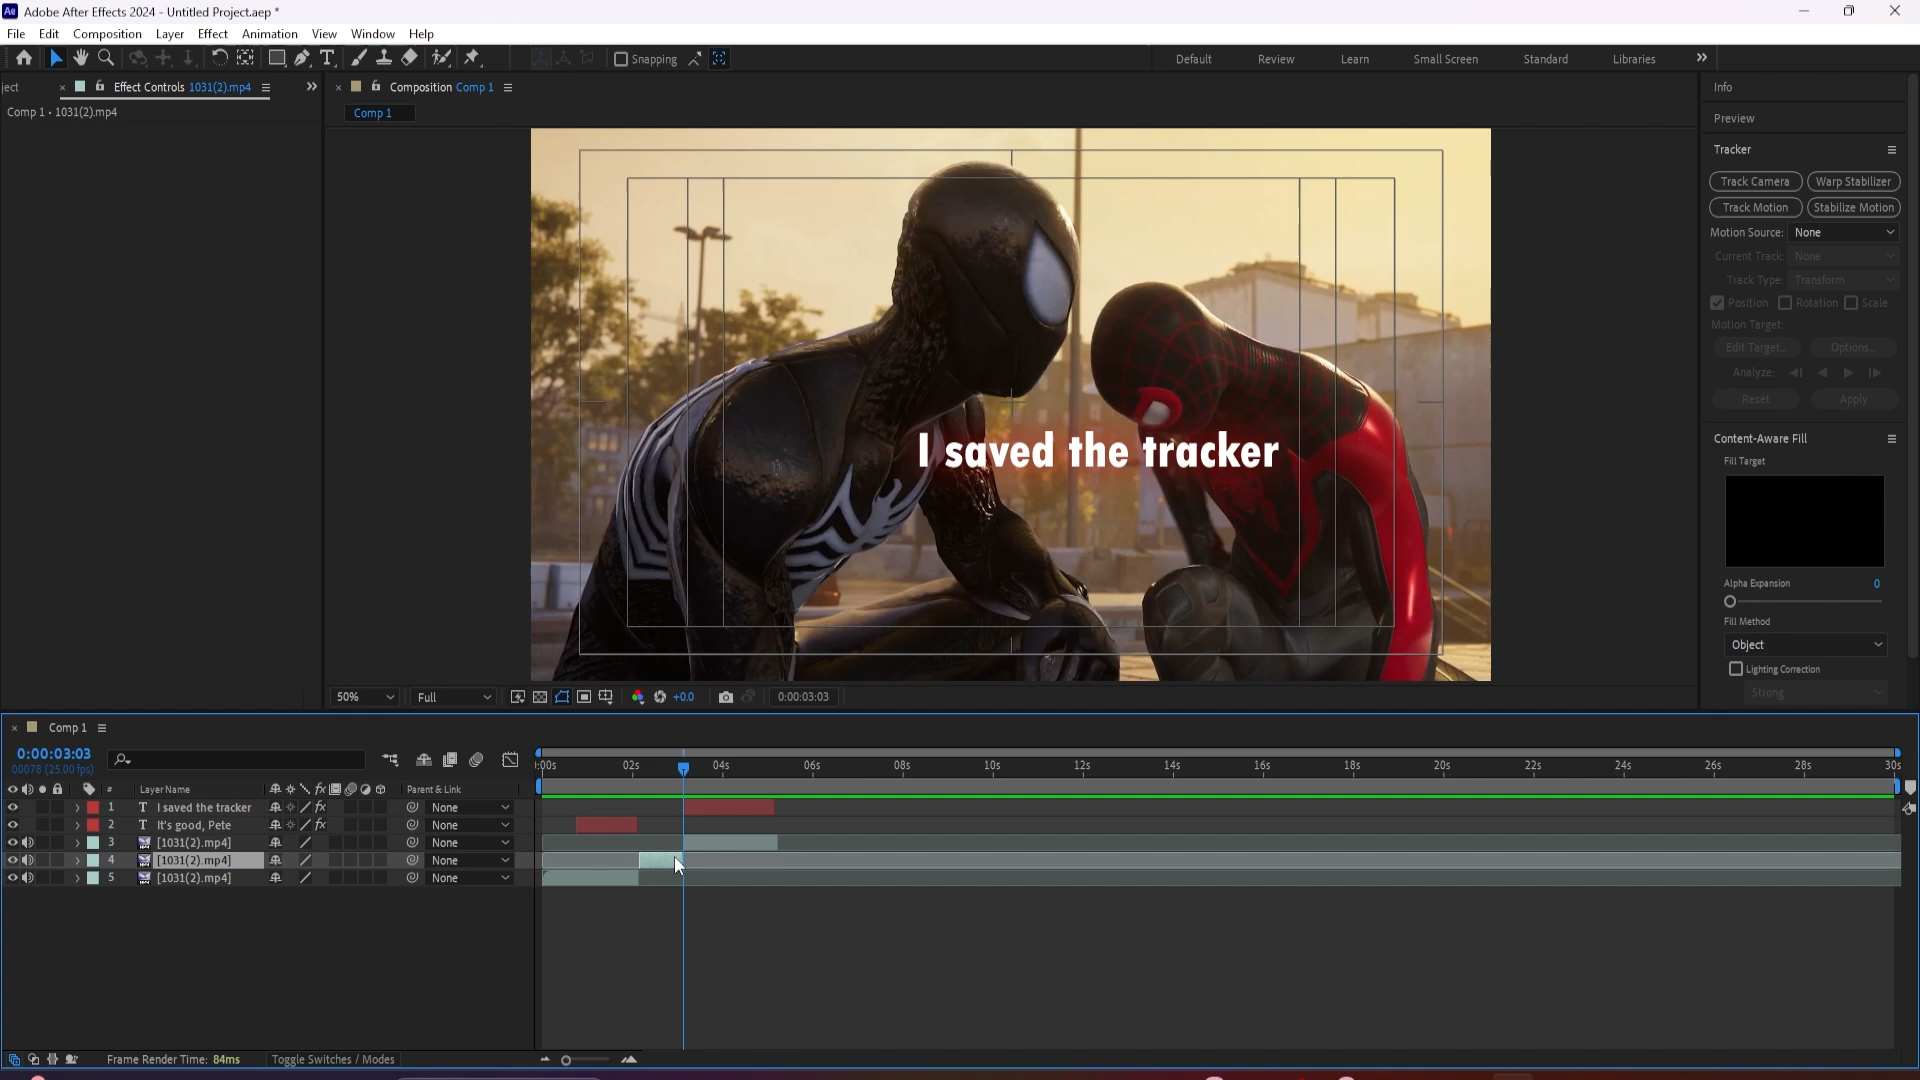 Ae Adobe After Effects 2024 - Untitled Project.aep *
File Edit Composition Layer Effect Animation View Window Help
Snapping Default Review Learn Small Screen Standard Libraries
ject × Effect Controls 1031(2).mp4
Comp 1 • 1031(2).mp4
× Composition Comp 1
Comp 1
Info
Preview
Tracker
Track Camera Warp Stabilizer
Track Motion Stabilize Motion
Motion Source: None
Current Track: None
Track Type: Transform
Position Rotation Scale
Motion Target:
Edit Target... Options...
Analyze:
Reset Apply
Content-Aware Fill
Fill Target
Alpha Expansion 0
Fill Method
Object
Lighting Correction
Strong
I saved the tracker
50% Full +0.0 0:00:03:03
× Comp 1
0:00:03:03
00078 (25.00 fps)
:00s 02s 04s 06s 08s 10s 12s 14s 16s 18s 20s 22s 24s 26s 28s 30s
# Layer Name fx Parent & Link
1 T I saved the tracker fx None
2 T It's good, Pete fx None
3 [1031(2).mp4] None
4 [1031(2).mp4] None
5 [1031(2).mp4] None
Frame Render Time: 84ms Toggle Switches / Modes